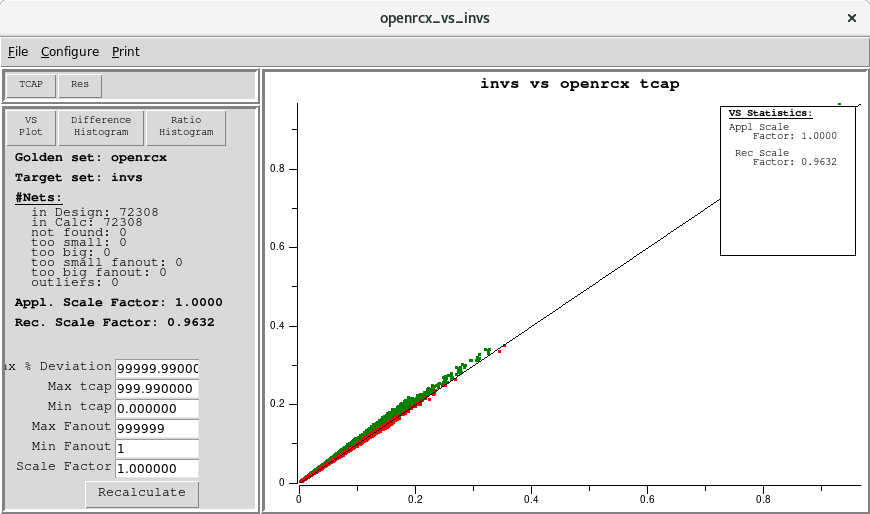 openrcx_vs_invs
×
File Configure Print
TCAP Res
VS Plot
Difference Histogram
Ratio Histogram
Golden set: openrcx
Target set: invs
#Nets:
in Design: 72308
in Calc: 72308
not found: 0
too small: 0
too big: 0
too small fanout: 0
too big fanout: 0
outliers: 0
Appl. Scale Factor: 1.0000
Rec. Scale Factor: 0.9632
x % Deviation 99999.9900
Max tcap 999.990000
Min tcap 0.000000
Max Fanout 999999
Min Fanout 1
Scale Factor 1.000000
Recalculate
invs vs openrcx tcap
VS Statistics:
Appl Scale
Factor: 1.0000
Rec Scale
Factor: 0.9632
0.8
0.6
0.4
0.2
0
0 0.2 0.4 0.6 0.8